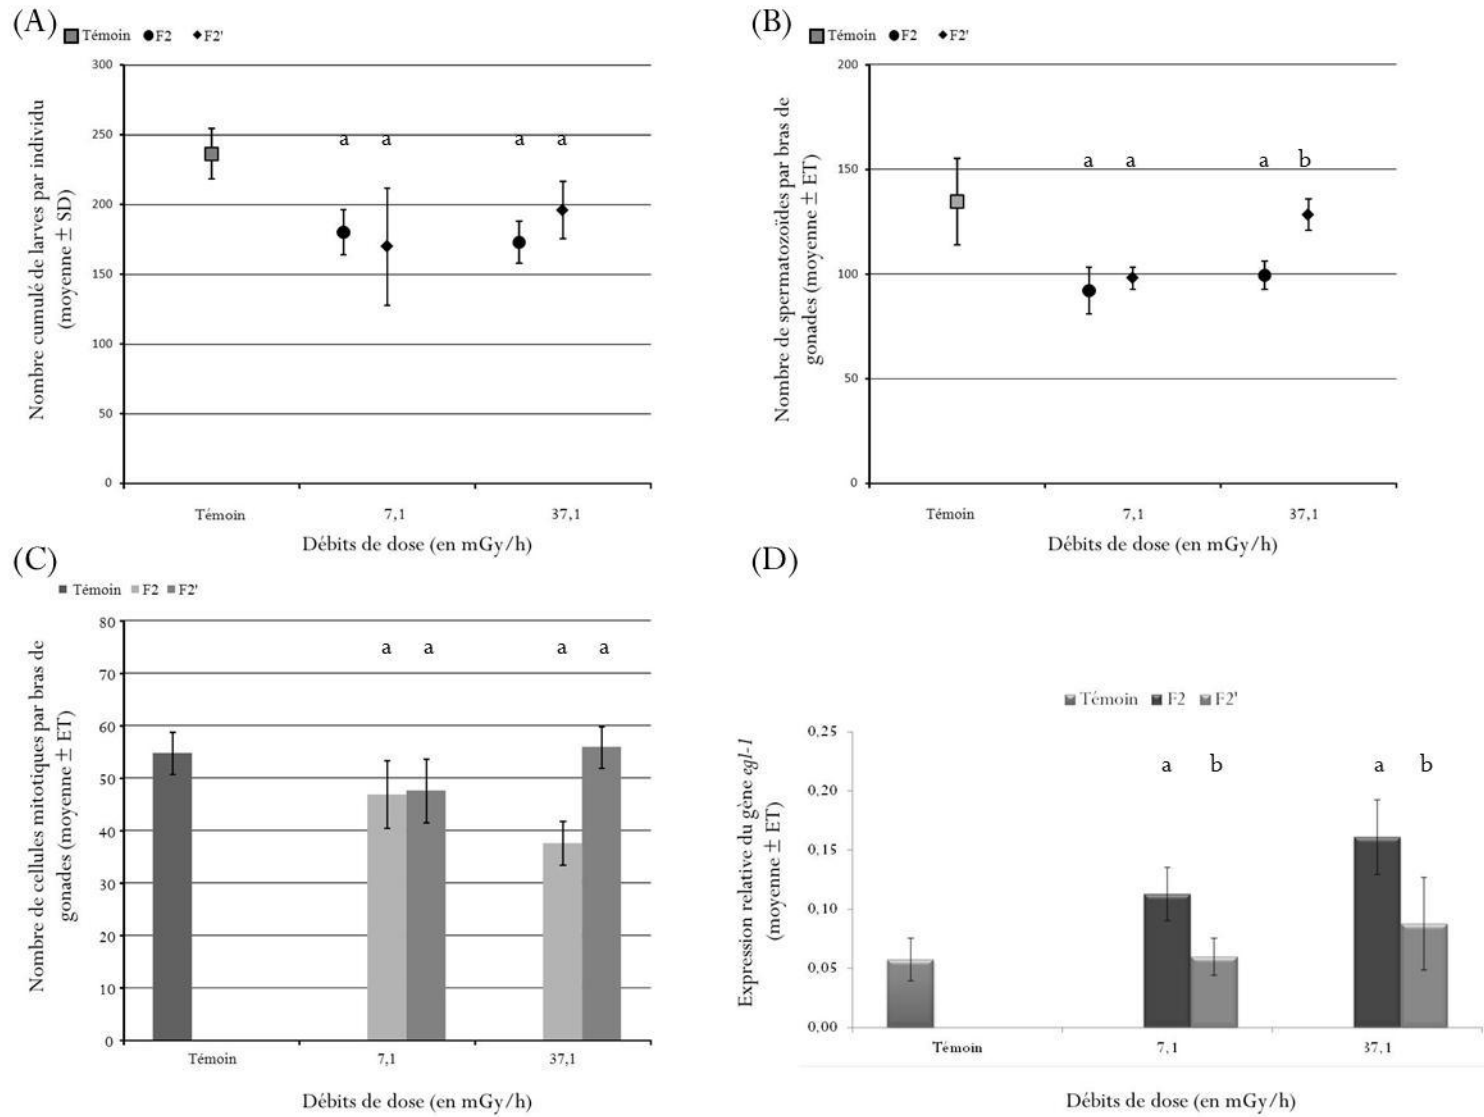 (A)
Témoin F2 F2'
Nombre cumulé de larves par individu
(moyenne ± SD)
300
250
200
150
100
50
0
a a a a
Témoin 7,1 37,1
Débits de dose (en mGy/h)
(B)
Témoin F2 F2'
Nombre de spermatozoïdes par bras de
gonades (moyenne ± ET)
200
150
100
50
0
a a a b
Témoin 7,1 37,1
Débits de dose (en mGy/h)
(C)
Témoin F2 F2'
Nombre de cellules mitotiques par bras de
gonades (moyenne ± ET)
80
70
60
50
40
30
20
10
0
a a a a
Témoin 7,1 37,1
Débits de dose (en mGy/h)
(D)
Témoin F2 F2'
Expression relative du gène egl-1
(moyenne ± ET)
0,25
0,20
0,15
0,10
0,05
0,00
a b a b
Témoin 7,1 37,1
Débits de dose (en mGy/h)